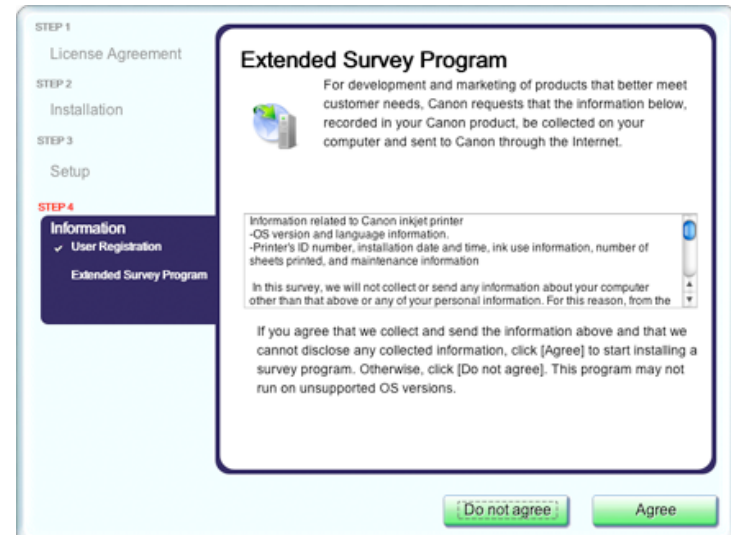 STEP 1
License Agreement
STEP 2
Installation
STEP 3
Setup
STEP 4
Information
User Registration
Extended Survey Program
Extended Survey Program
For development and marketing of products that better meet
customer needs, Canon requests that the information below,
recorded in your Canon product, be collected on your
computer and sent to Canon through the Internet.
Information related to Canon inkjet printer
-OS version and language information.
-Printer's ID number, installation date and time, ink use information, number of
sheets printed, and maintenance information
In this survey, we will not collect or send any information about your computer
other than that above or any of your personal information. For this reason, from the
If you agree that we collect and send the information above and that we
cannot disclose any collected information, click [Agree] to start installing a
survey program. Otherwise, click [Do not agree]. This program may not
run on unsupported OS versions.
Do not agree
Agree